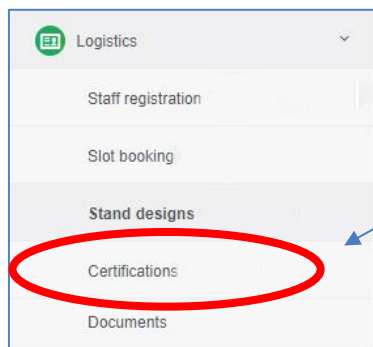 Logistics
Staff registration
Slot booking
Stand designs
Certifications
Documents